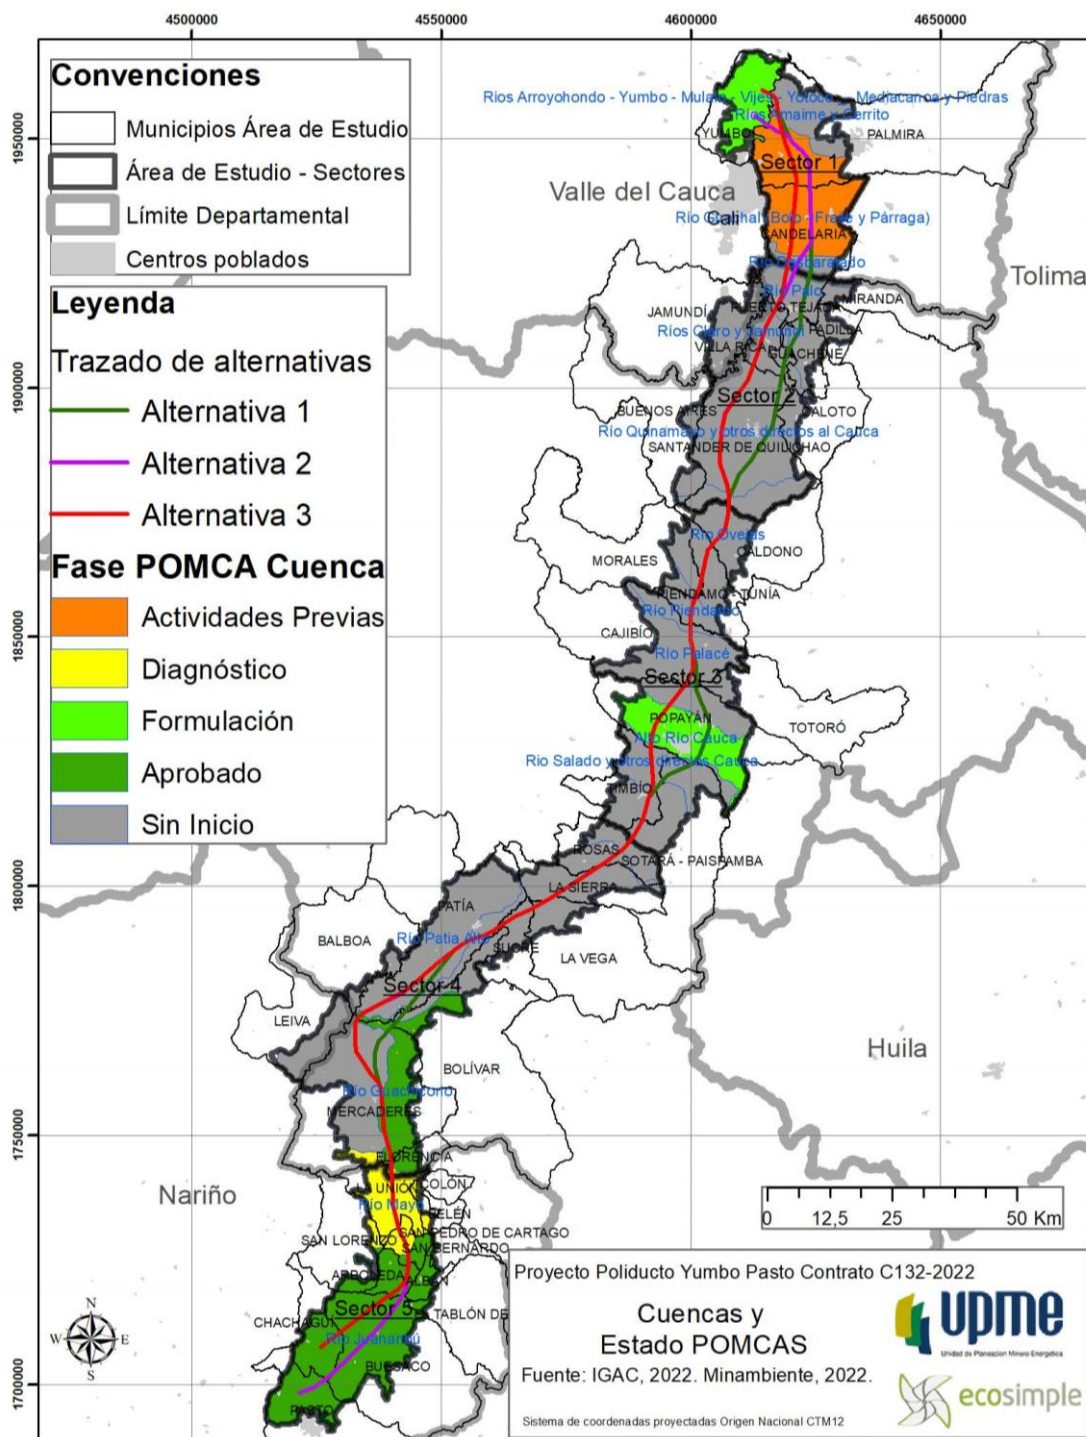 4500000
4550000
4600000
4650000
1950000
1900000
1850000
1800000
1750000
1700000
Convenciones
Municipios Área de Estudio
Área de Estudio - Sectores
Límite Departamental
Centros poblados
Leyenda
Trazado de alternativas
Alternativa 1
Alternativa 2
Alternativa 3
Fase POMCA Cuenca
Actividades Previas
Diagnóstico
Formulación
Aprobado
Sin Inicio
Rios Arroyohondo - Yumbo - Mulalo - Vijes - Yotoco - Mediacanoa y Piedras
Ríos Amaime y Cerrito
YUMBO
PALMIRA
Sector 1
Valle del Cauca
Cali
(Bolo - Fraile y Párraga)
CANDELARIA
Río Desbaratado
Tolima
Río Palo
MIRANDA
JAMUNDÍ
PUERTO TEJADA
PADILLA
Ríos Claro y Jamundí
VILLA RICA
GUACHENÉ
Sector 2
BUENOS AIRES
CALOTO
Río Quinamayo y otros directos al Cauca
SANTANDER DE QUILICHAO
Río Ovejas
MORALES
CALDONO
PIENDAMÓ - TUNÍA
Río Piendamó
CAJIBÍO
Río Palacé
Sector 3
POPAYÁN
TOTORÓ
Alto Río Cauca
Rio Salado y otros directos Cauca
TIMBÍO
ROSAS
SOTARÁ - PAISPAMBA
LA SIERRA
PATÍA
BALBOA
Río Patia Alto
SUCRE
LA VEGA
Sector 4
LEIVA
Huila
BOLÍVAR
Río Guachicono
MERCADERES
FLORENCIA
Nariño
UNIÓN
COLÓN
Río Mayo
BELÉN
SAN PEDRO DE CARTAGO
SAN LORENZO
SAN BERNARDO
ARBOLEDA
ALBÁN
Sector 5
TABLÓN DE
CHACHAGÜÍ
Río Juanambú
BUESACO
PASTO
0 12,5 25 50 Km
N
W E
S
Proyecto Poliducto Yumbo Pasto Contrato C132-2022
Cuencas y
Estado POMCAS
Fuente: IGAC, 2022. Minambiente, 2022.
Sistema de coordenadas proyectadas Origen Nacional CTM12
upme
Unidad de Planeación Minero Energética
ecosimple